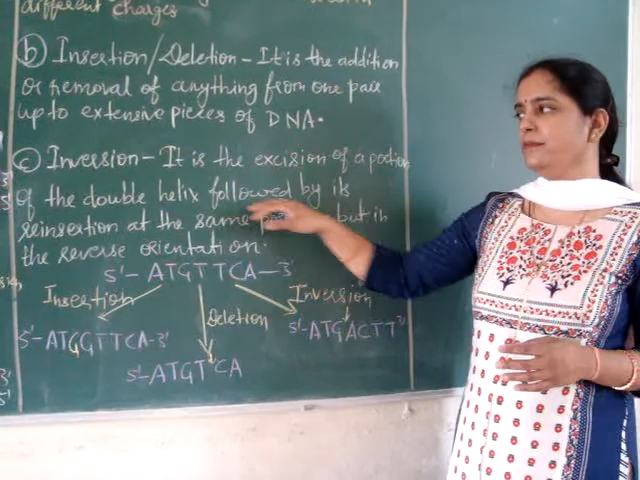 different charges
(b) Insertion/Deletion - It is the addition
or removal of anything from one pair
upto extensive pieces of DNA.
(c) Inversion - It is the excision of a portion
of the double helix followed by its
reinsertion at the same but in
the reverse orientation.
5'- ATGTTCA-3'
Insertion Inversion
Deletion
5'-ATGGTTCA-3' 5'-ATGACTT 3'
5'-ATGT CA